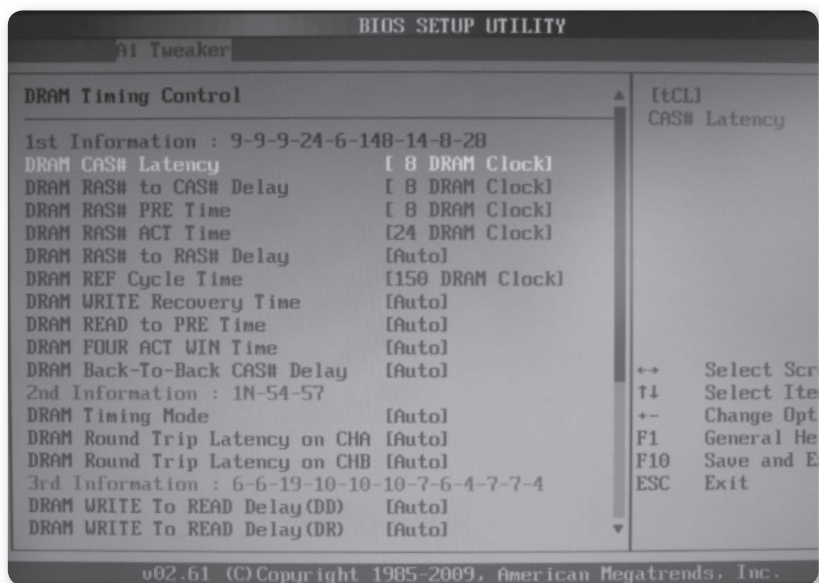 BIOS SETUP UTILITY
Ai Tweaker
DRAM Timing Control
1st Information : 9-9-9-24-6-148-14-8-28
DRAM CAS# Latency [ 8 DRAM Clock]
DRAM RAS# to CAS# Delay [ 8 DRAM Clock]
DRAM RAS# PRE Time [ 8 DRAM Clock]
DRAM RAS# ACT Time [24 DRAM Clock]
DRAM RAS# to RAS# Delay [Auto]
DRAM REF Cycle Time [150 DRAM Clock]
DRAM WRITE Recovery Time [Auto]
DRAM READ to PRE Time [Auto]
DRAM FOUR ACT WIN Time [Auto]
DRAM Back-To-Back CAS# Delay [Auto]
2nd Information : 1N-54-57
DRAM Timing Mode [Auto]
DRAM Round Trip Latency on CHA [Auto]
DRAM Round Trip Latency on CHB [Auto]
3rd Information : 6-6-19-10-10-10-7-6-4-7-7-4
DRAM WRITE To READ Delay(DD) [Auto]
DRAM WRITE To READ Delay(DR) [Auto]
[tCL]
CAS# Latency
↔ Select Scr
↑↓ Select Ite
+- Change Opt
F1 General He
F10 Save and E
ESC Exit
v02.61 (C)Copyright 1985-2009, American Megatrends, Inc.